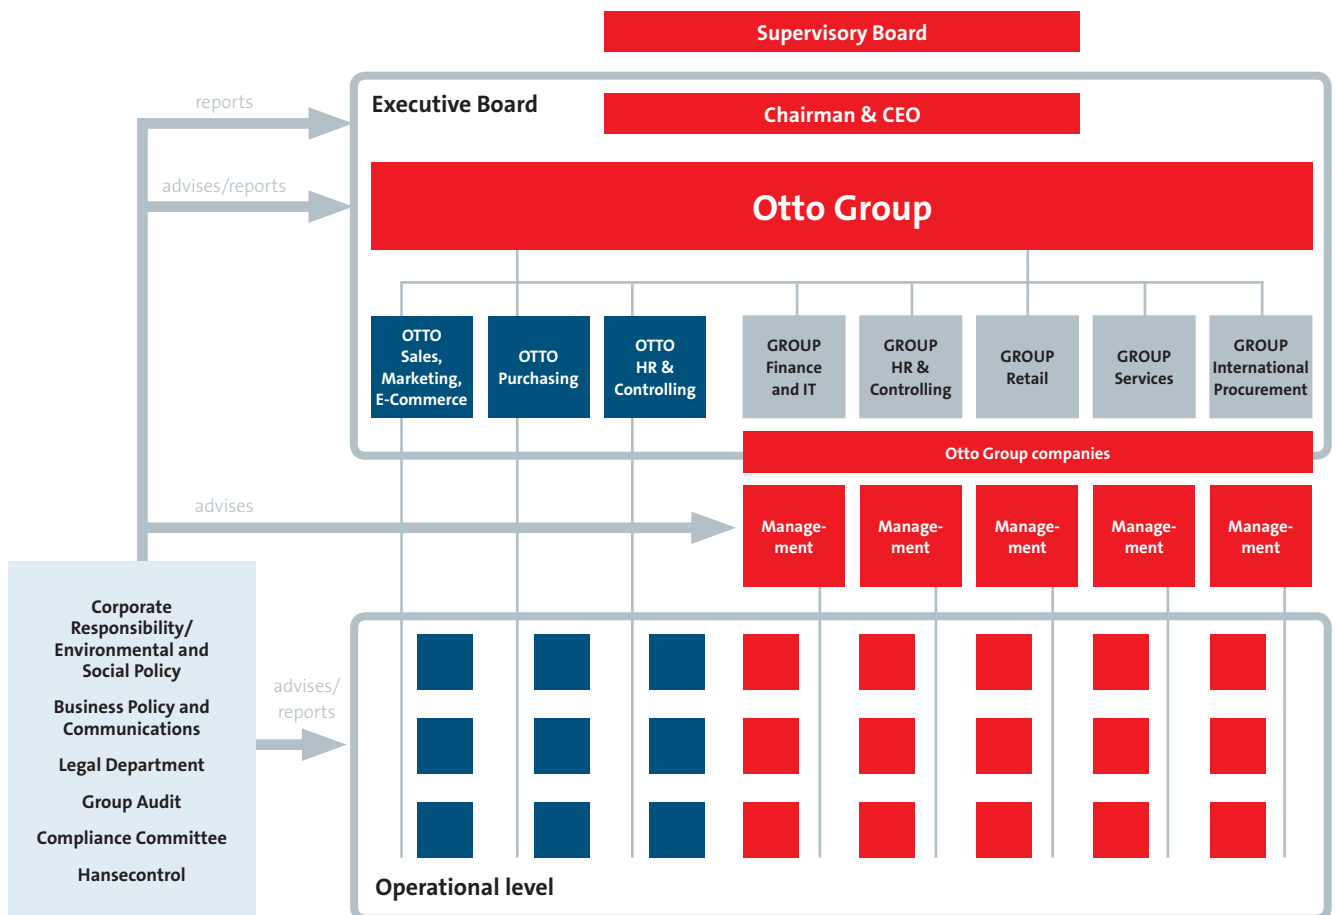 Supervisory Board
reports
Executive Board
Chairman & CEO
advises/reports
Otto Group
OTTO
Sales,
Marketing,
E-Commerce
OTTO
Purchasing
OTTO
HR &
Controlling
GROUP
Finance
and IT
GROUP
HR &
Controlling
GROUP
Retail
GROUP
Services
GROUP
International
Procurement
Otto Group companies
advises
Manage-
ment
Manage-
ment
Manage-
ment
Manage-
ment
Manage-
ment
Corporate
Responsibility/
Environmental and
Social Policy
Business Policy and
Communications
Legal Department
Group Audit
Compliance Committee
Hansecontrol
advises/
reports
Operational level